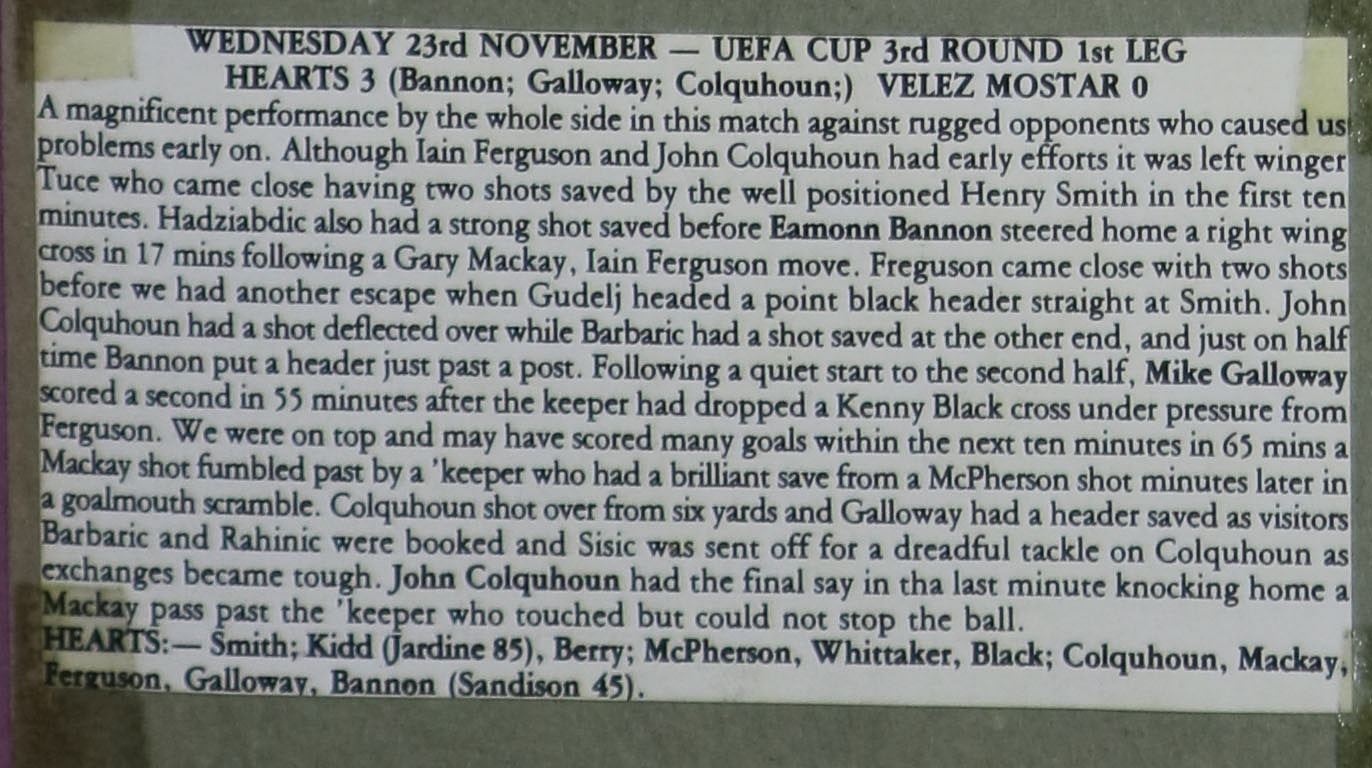 WEDNESDAY 23rd NOVEMBER — UEFA CUP 3rd ROUND 1st LEG
HEARTS 3 (Bannon; Galloway; Colquhoun;) VELEZ MOSTAR 0
A magnificent performance by the whole side in this match against rugged opponents who caused us
problems early on. Although Iain Ferguson and John Colquhoun had early efforts it was left winger
Tuce who came close having two shots saved by the well positioned Henry Smith in the first ten
minutes. Hadziabdic also had a strong shot saved before Eamonn Bannon steered home a right wing
cross in 17 mins following a Gary Mackay, Iain Ferguson move. Freguson came close with two shots
before we had another escape when Gudelj headed a point black header straight at Smith. John
Colquhoun had a shot deflected over while Barbaric had a shot saved at the other end, and just on half
time Bannon put a header just past a post. Following a quiet start to the second half, Mike Galloway
scored a second in 55 minutes after the keeper had dropped a Kenny Black cross under pressure from
Ferguson. We were on top and may have scored many goals within the next ten minutes in 65 mins a
Mackay shot fumbled past by a 'keeper who had a brilliant save from a McPherson shot minutes later in
a goalmouth scramble. Colquhoun shot over from six yards and Galloway had a header saved as visitors
Barbaric and Rahinic were booked and Sisic was sent off for a dreadful tackle on Colquhoun as
exchanges became tough. John Colquhoun had the final say in tha last minute knocking home a
Mackay pass past the 'keeper who touched but could not stop the ball.
HEARTS:— Smith; Kidd (Jardine 85), Berry; McPherson, Whittaker, Black; Colquhoun, Mackay,
Ferguson, Galloway, Bannon (Sandison 45).